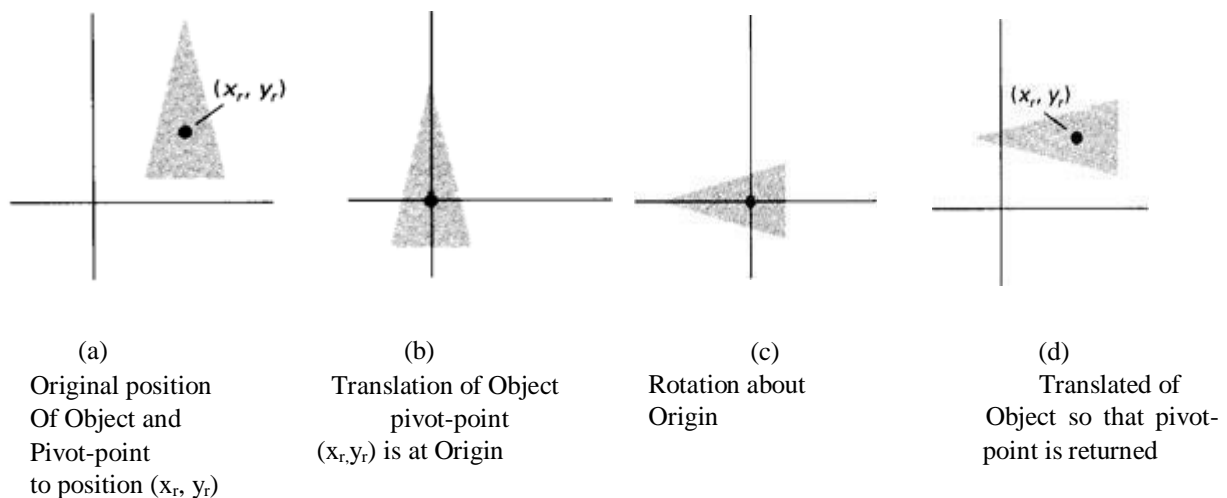 (xᵣ, yᵣ)
(xᵣ, yᵣ)
(a)
Original position
Of Object and
Pivot-point
to position (xᵣ, yᵣ)
(b)
Translation of Object
pivot-point
(xᵣ,yᵣ) is at Origin
(c)
Rotation about
Origin
(d)
Translated of
Object so that pivot-
point is returned